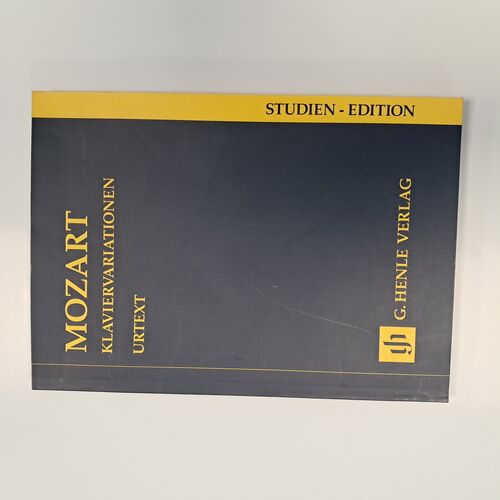 STUDIEN - EDITION
MOZART
KLAVIERVARIATIONEN
URTEXT
G. HENLE VERLAG